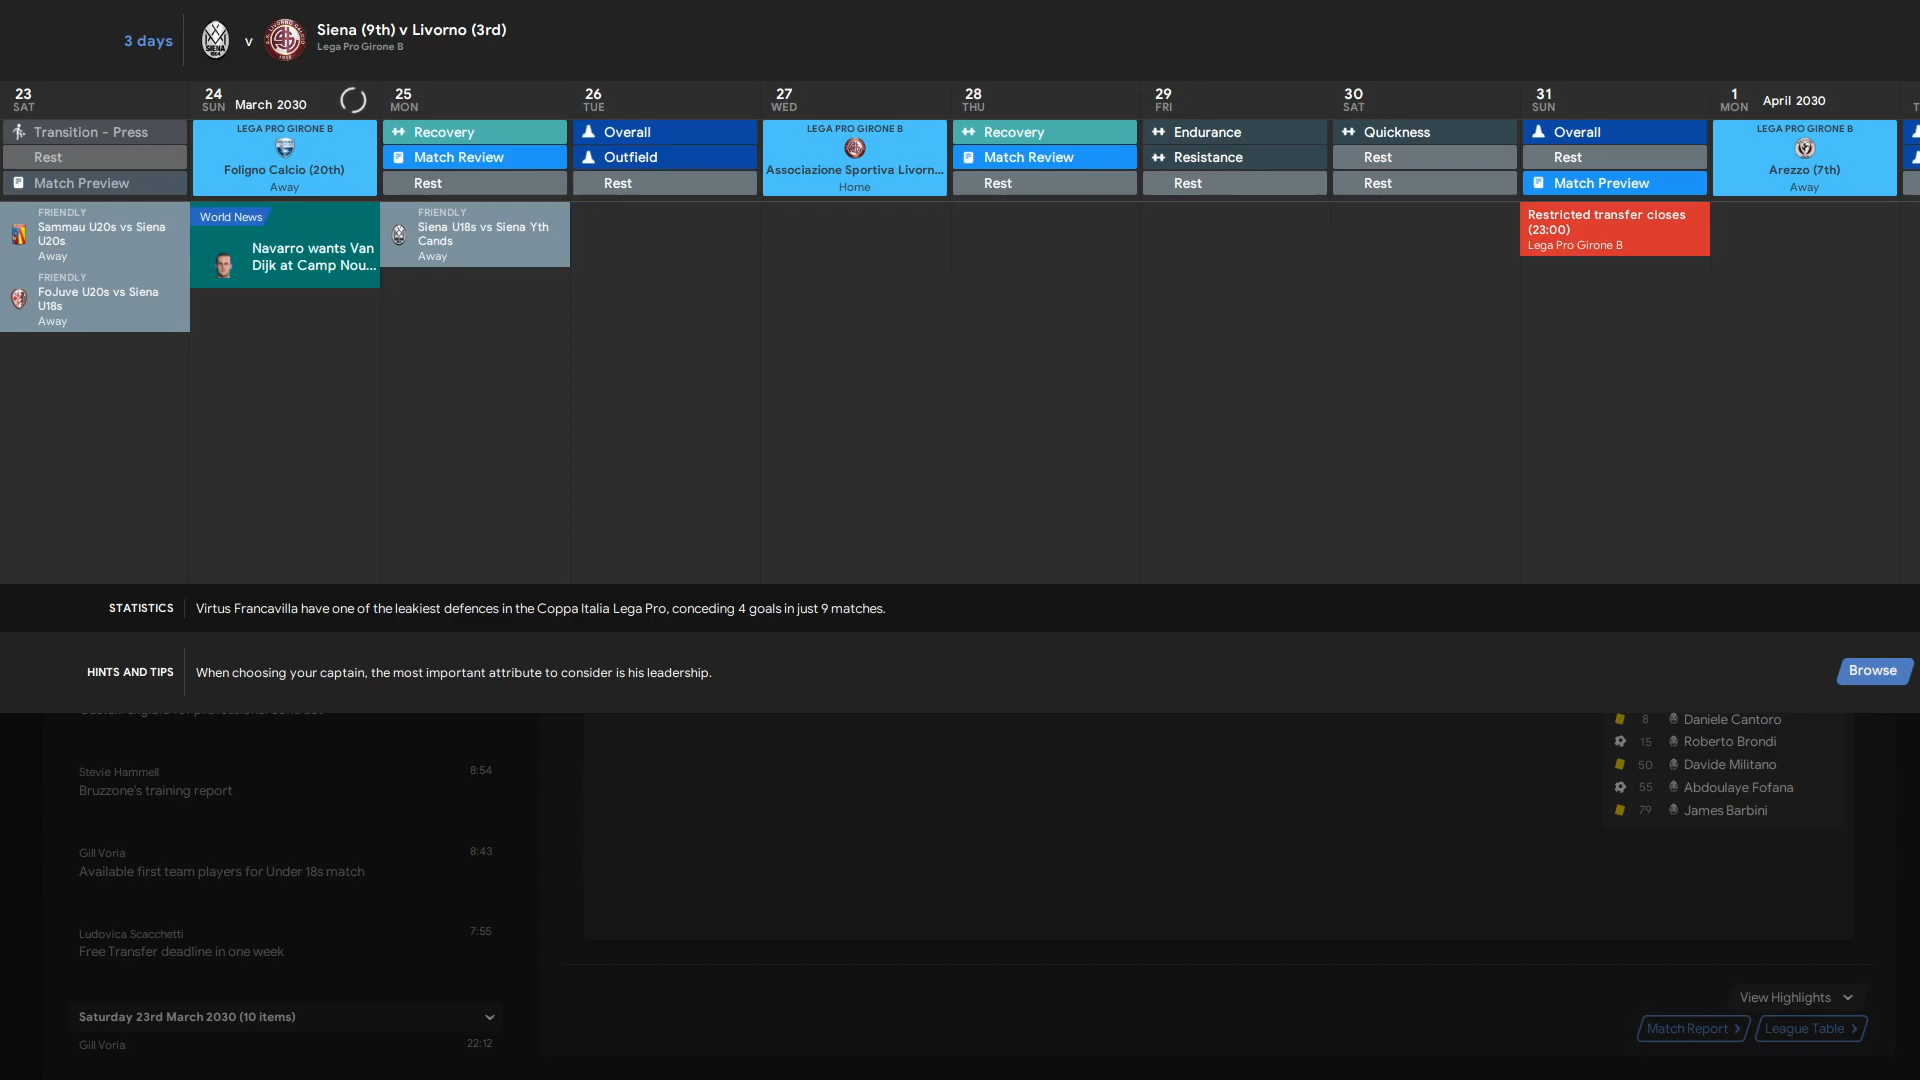 3 days
v
Siena (9th) v Livorno (3rd)
Lega Pro Girone B
23
SAT
24
SUN
March 2030
25
MON
26
TUE
27
WED
28
THU
29
FRI
30
SAT
31
SUN
1
MON
April 2030
T
Transition - Press
Rest
Match Preview
LEGA PRO GIRONE B
Foligno Calcio (20th)
Away
Recovery
Match Review
Rest
Overall
Outfield
Rest
LEGA PRO GIRONE B
Associazione Sportiva Livorn...
Home
Recovery
Match Review
Rest
Endurance
Resistance
Rest
Quickness
Rest
Rest
Overall
Rest
Match Preview
LEGA PRO GIRONE B
Arezzo (7th)
Away
FRIENDLY
Sammau U20s vs Siena
U20s
Away
FRIENDLY
FoJuve U20s vs Siena
U18s
Away
World News
Navarro wants Van
Dijk at Camp Nou...
FRIENDLY
Siena U18s vs Siena Yth
Cands
Away
Restricted transfer closes
(23:00)
Lega Pro Girone B
STATISTICS
Virtus Francavilla have one of the leakiest defences in the Coppa Italia Lega Pro, conceding 4 goals in just 9 matches.
HINTS AND TIPS
When choosing your captain, the most important attribute to consider is his leadership.
Browse
Stevie Hammell
8:54
Bruzzone's training report
Gill Voria
8:43
Available first team players for Under 18s match
Ludovica Scacchetti
7:55
Free Transfer deadline in one week
Saturday 23rd March 2030 (10 items)
Gill Voria
22:12
8 Daniele Cantoro
15 Roberto Brondi
50 Davide Militano
55 Abdoulaye Fofana
79 James Barbini
View Highlights
Match Report
League Table